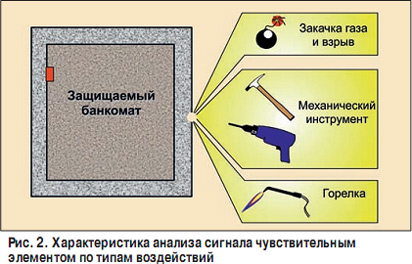 Закачка газа
и взрыв
Защищаемый
банкомат
Механический
инструмент
Горелка
Рис. 2. Характеристика анализа сигнала чувствительным
элементом по типам воздействий